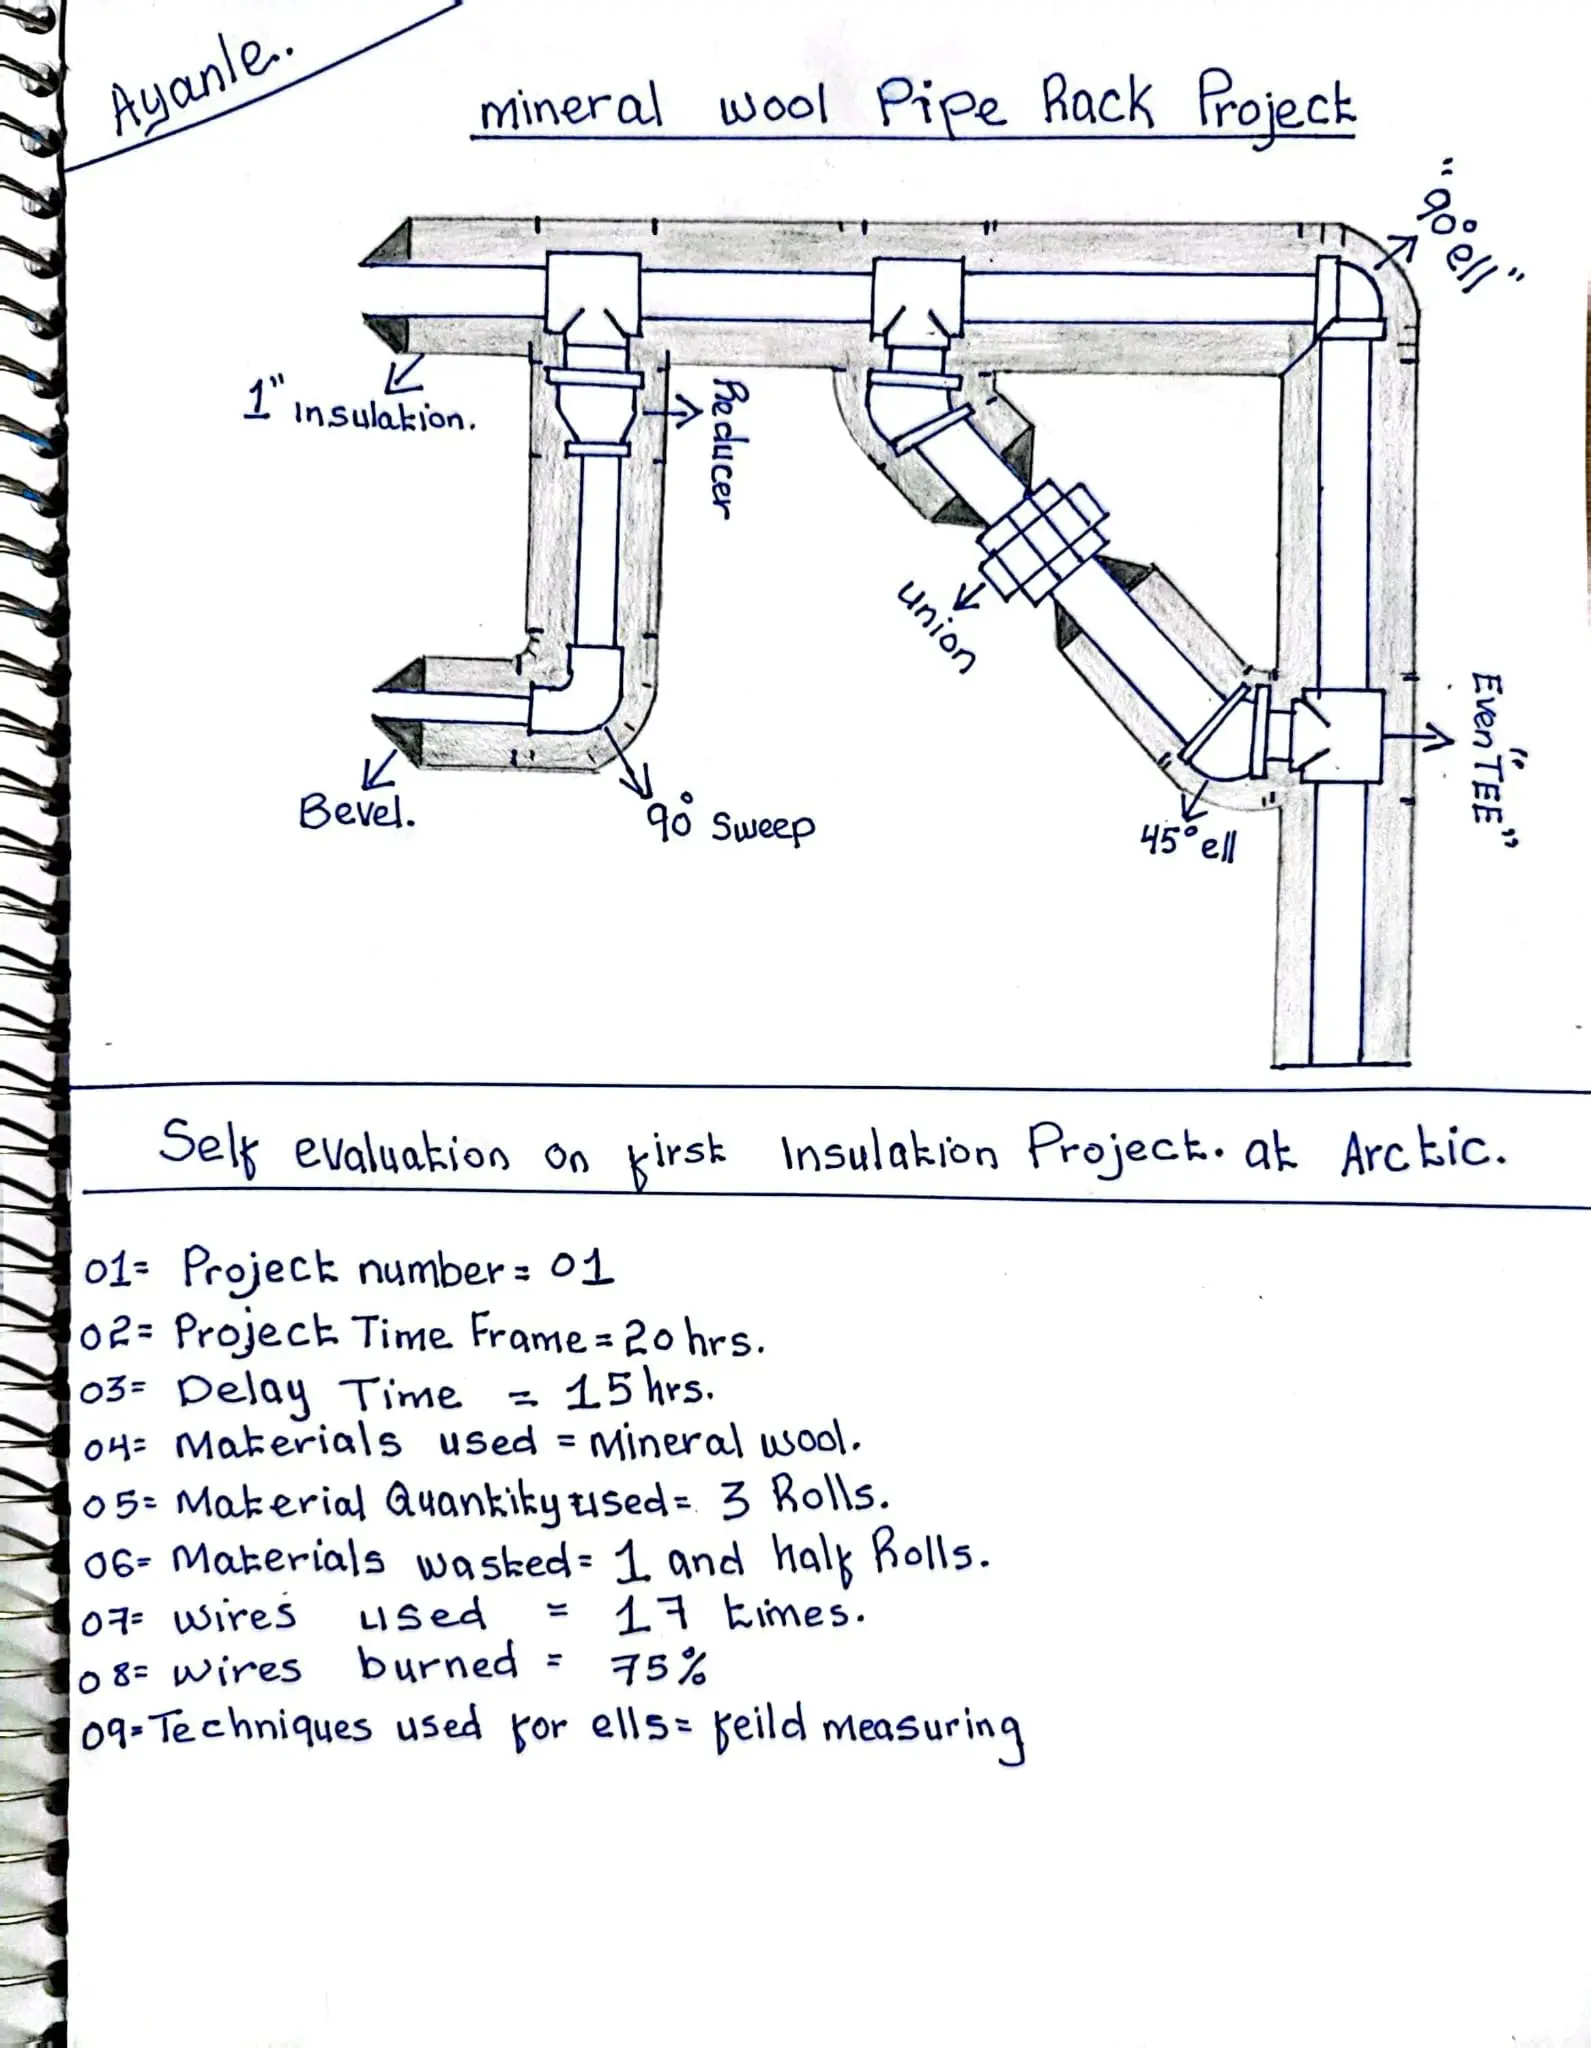 Ayanle.
mineral wool Pipe Rack Project
"90° ell"
1" insulation.
Reducer
union
Even "TEE"
Bevel.
90° Sweep
45° ell
Self evaluation on first Insulation Project. at Arctic.
01= Project number = 01
02= Project Time Frame = 20 hrs.
03= Delay Time = 15 hrs.
04= Materials used = Mineral wool.
05= Material Quantity used = 3 Rolls.
06= Materials wasted = 1 and half Rolls.
07= wires used = 17 times.
08= wires burned = 75%
09= Techniques used for ells = feild measuring